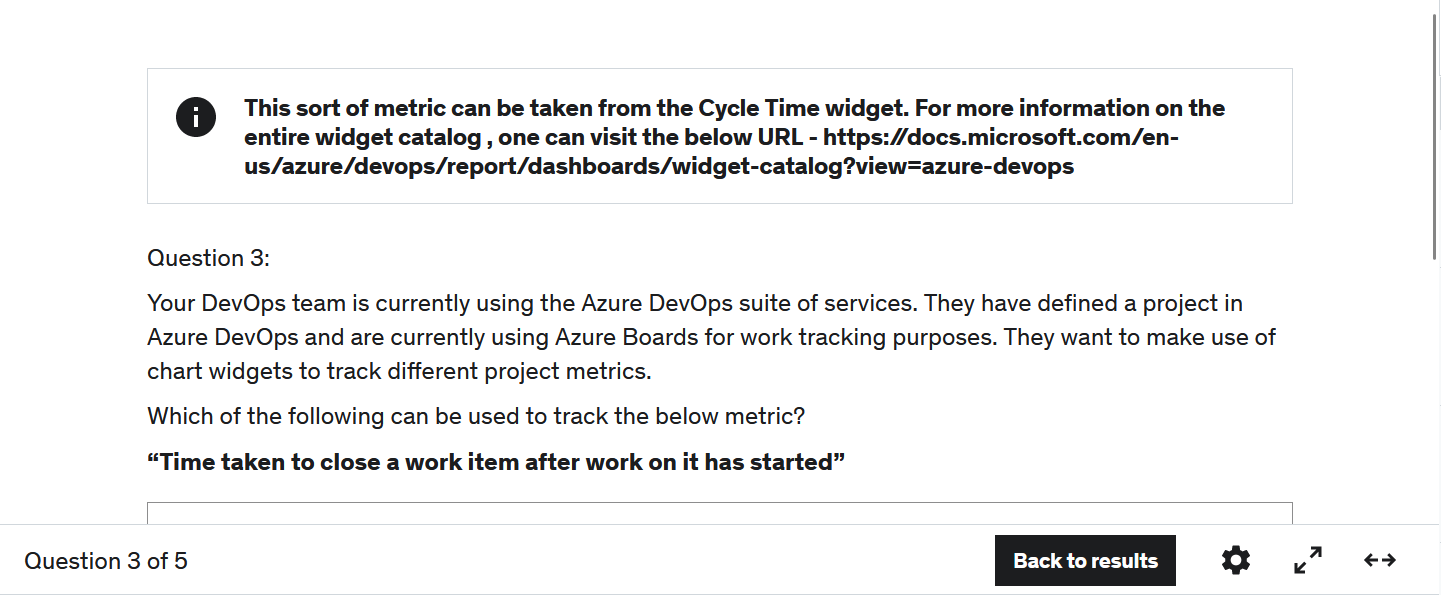 This sort of metric can be taken from the Cycle Time widget. For more information on the
entire widget catalog , one can visit the below URL - https://docs.microsoft.com/en-
us/azure/devops/report/dashboards/widget-catalog?view=azure-devops
Question 3:
Your DevOps team is currently using the Azure DevOps suite of services. They have defined a project in
Azure DevOps and are currently using Azure Boards for work tracking purposes. They want to make use of
chart widgets to track different project metrics.
Which of the following can be used to track the below metric?
“Time taken to close a work item after work on it has started”
Question 3 of 5
Back to results